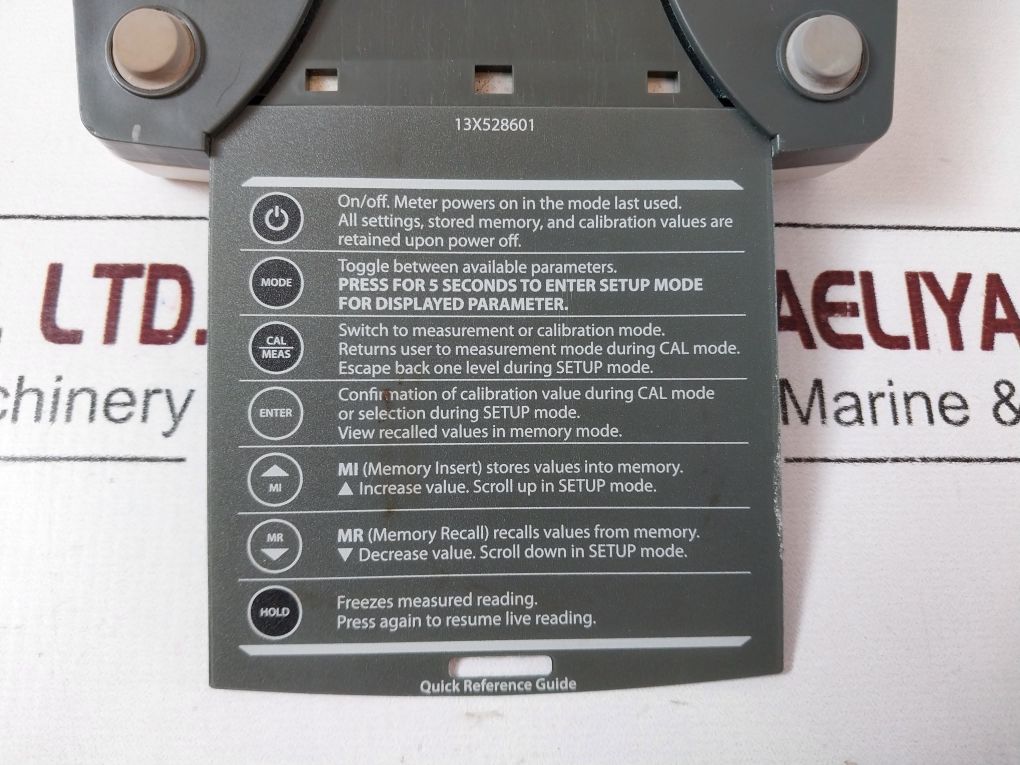 13X528601
On/off. Meter powers on in the mode last used.
All settings, stored memory, and calibration values are
retained upon power off.
MODE
Toggle between available parameters.
PRESS FOR 5 SECONDS TO ENTER SETUP MODE
FOR DISPLAYED PARAMETER.
CAL
MEAS
Switch to measurement or calibration mode.
Returns user to measurement mode during CAL mode.
Escape back one level during SETUP mode.
ENTER
Confirmation of calibration value during CAL mode
or selection during SETUP mode.
View recalled values in memory mode.
MI
MI (Memory Insert) stores values into memory.
▲ Increase value. Scroll up in SETUP mode.
MR
MR (Memory Recall) recalls values from memory.
▼ Decrease value. Scroll down in SETUP mode.
HOLD
Freezes measured reading.
Press again to resume live reading.
Quick Reference Guide
. LTD.
AELIYA
chinery
Marine &